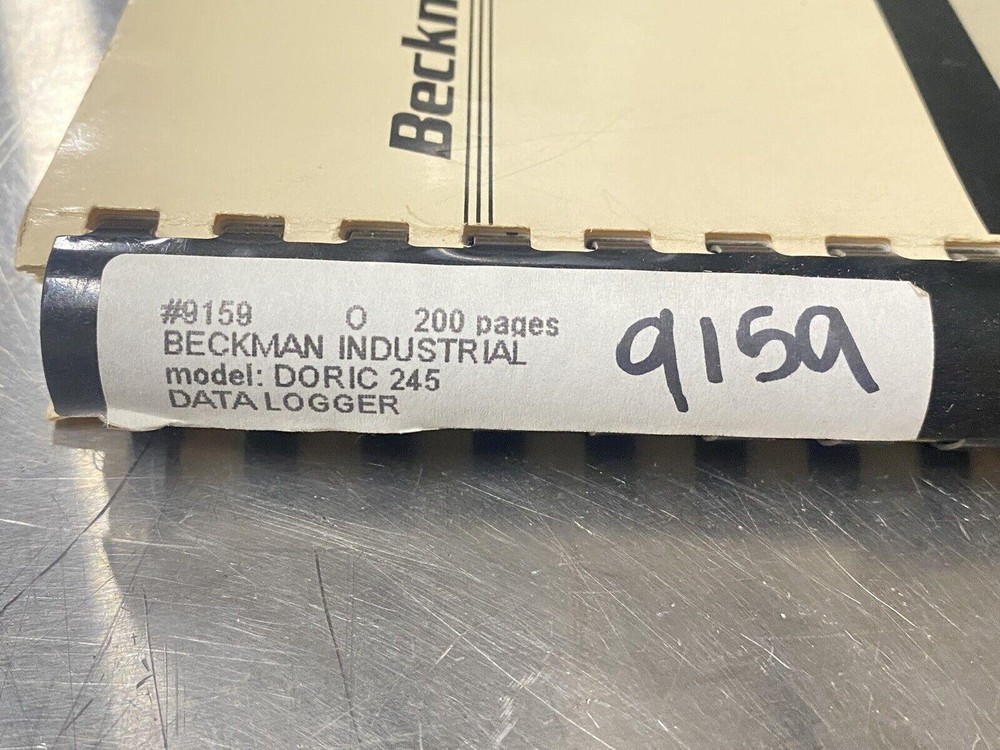 Beckm
#9159 O 200 pages
BECKMAN INDUSTRIAL
model: DORIC 245
DATA LOGGER
9159